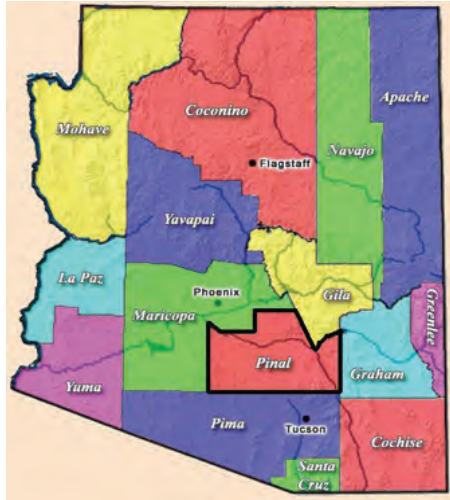 Apache
Coconino
Mohave
Navajo
Flagstaff
Yavapai
La Paz
Gila
Phoenix
Greenlee
Maricopa
Pinal
Graham
Yuma
Pima
Tucson
Cochise
Santa
Cruz